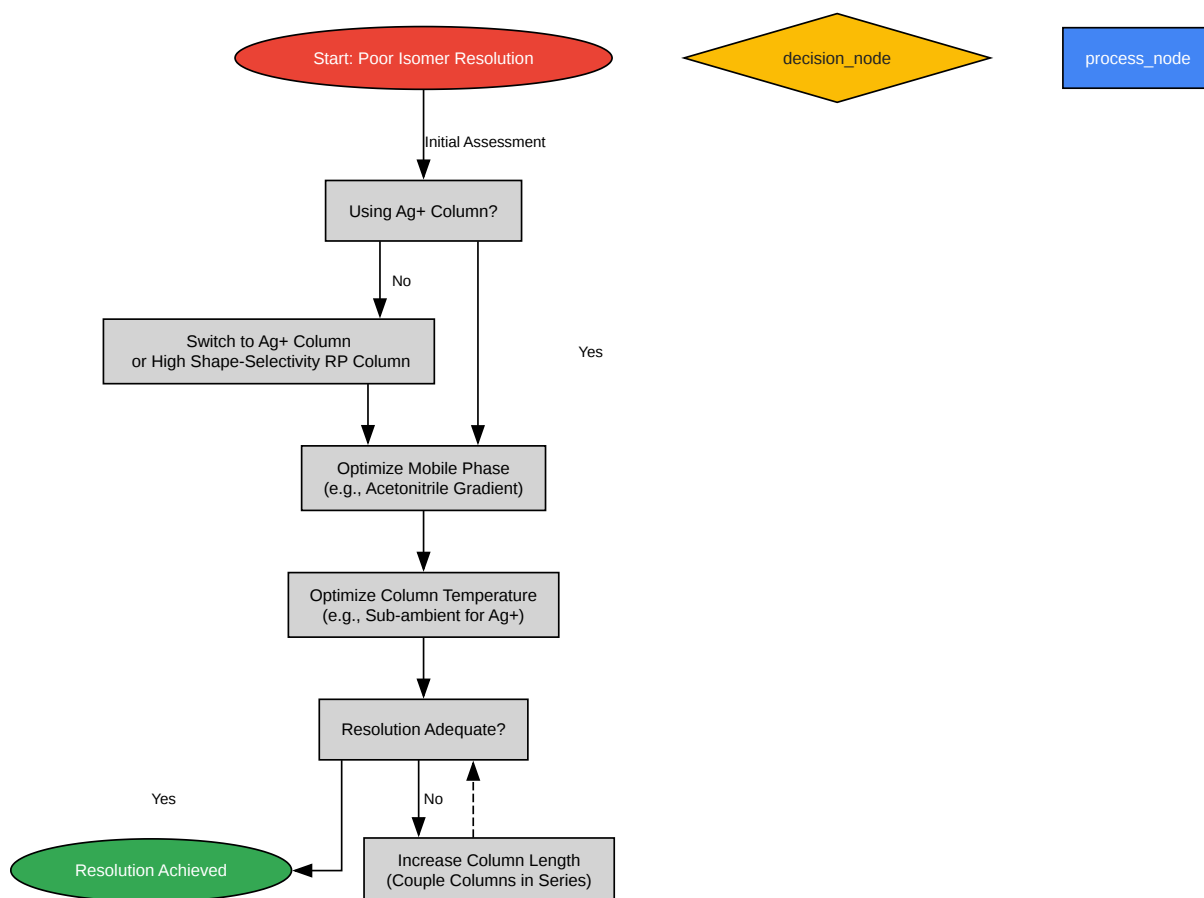 Start: Poor Isomer Resolution
decision_node
process_node
Initial Assessment
Using Ag+ Column?
No
Switch to Ag+ Column
or High Shape-Selectivity RP Column
Yes
Optimize Mobile Phase
(e.g., Acetonitrile Gradient)
Optimize Column Temperature
(e.g., Sub-ambient for Ag+)
Resolution Adequate?
Yes
No
Resolution Achieved
Increase Column Length
(Couple Columns in Series)